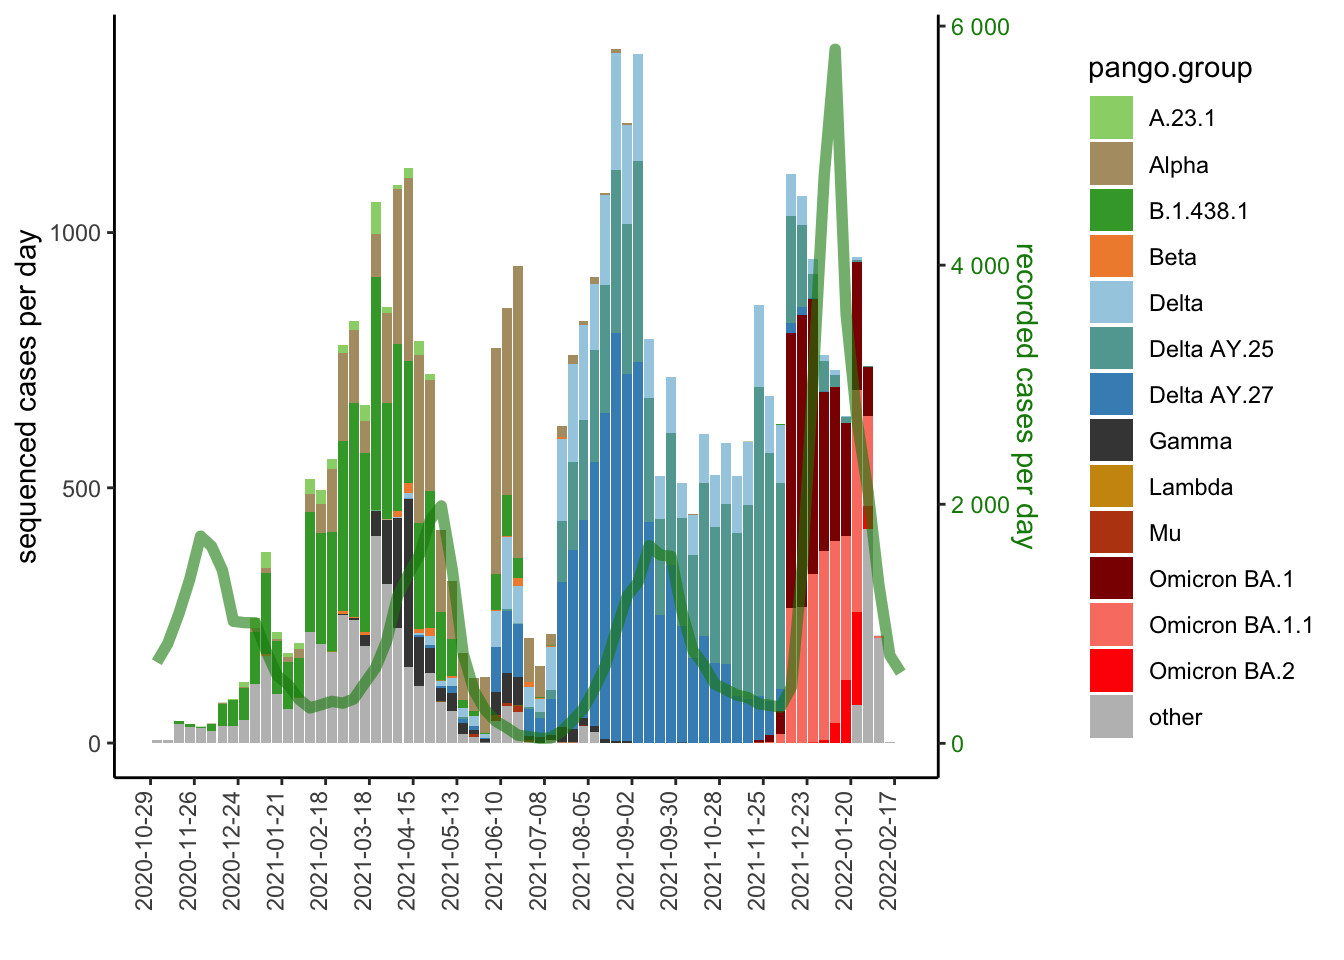 sequenced cases per day
1000
500
0
6 000
4 000
2 000
0
recorded cases per day
2020-10-29
2020-11-26
2020-12-24
2021-01-21
2021-02-18
2021-03-18
2021-04-15
2021-05-13
2021-06-10
2021-07-08
2021-08-05
2021-09-02
2021-09-30
2021-10-28
2021-11-25
2021-12-23
2022-01-20
2022-02-17
pango.group
A.23.1
Alpha
B.1.438.1
Beta
Delta
Delta AY.25
Delta AY.27
Gamma
Lambda
Mu
Omicron BA.1
Omicron BA.1.1
Omicron BA.2
other